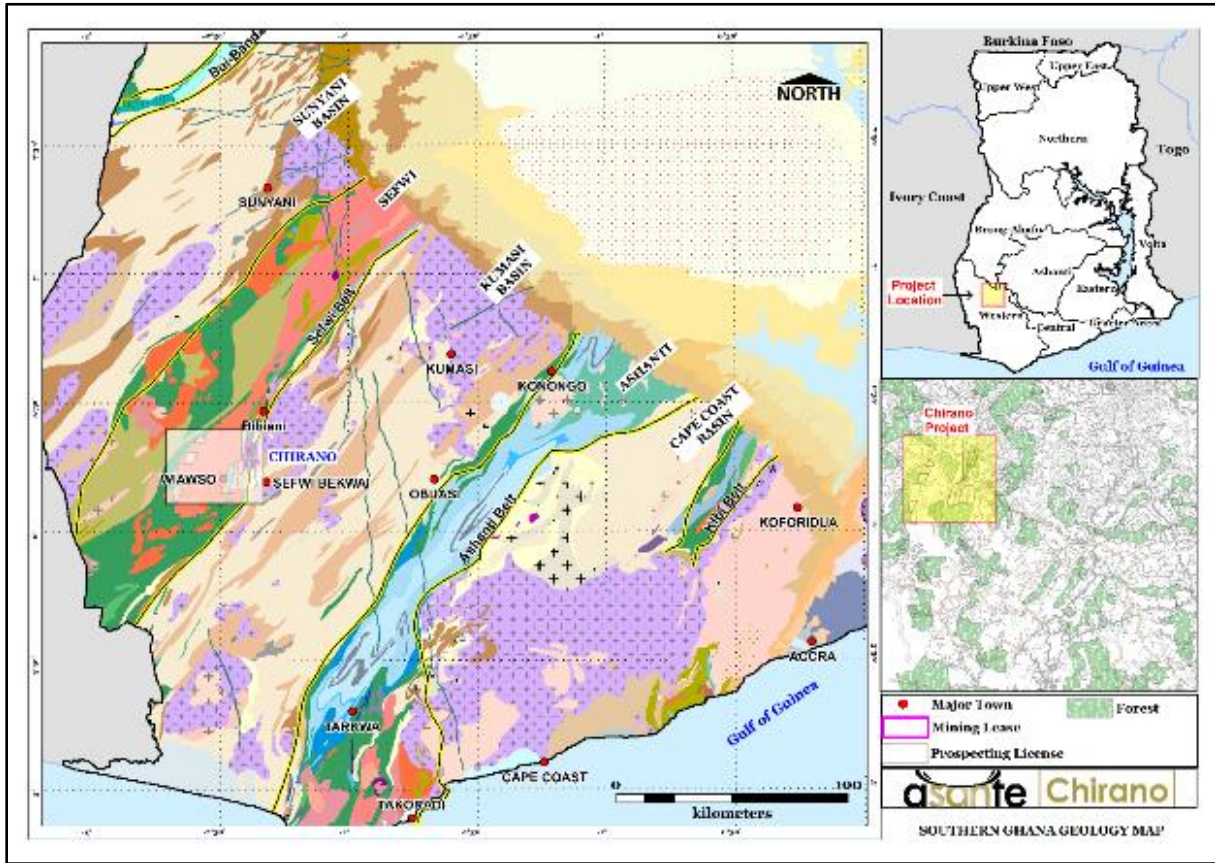 Bui-Banda
SUNYANI
BASIN
NORTH
SEFWI
SUNYANI
KUMASI
BASIN
Sefwi Belt
KUMASI
KONONGO
ASHANTI
CAPE COAST
BASIN
Bibiani
CHIRANO
MAWSO
SEFWI BEKWAI
OBUASI
Ashanti Belt
Kibi Belt
KOFORIDUA
ACCRA
TARKWA
Gulf of Guinea
CAPE COAST
TAKORADI
0 100
kilometers
Burkina Faso
Upper East
Upper West
Northern
Togo
Ivory Coast
Brong Ahafo
Volta
Ashanti
Project
Location
Eastern
Western
Central
Greater Accra
Gulf of Guinea
Chirano
Project
Major Town
Forest
Mining Lease
Prospecting License
asante Chirano
SOUTHERN GHANA GEOLOGY MAP